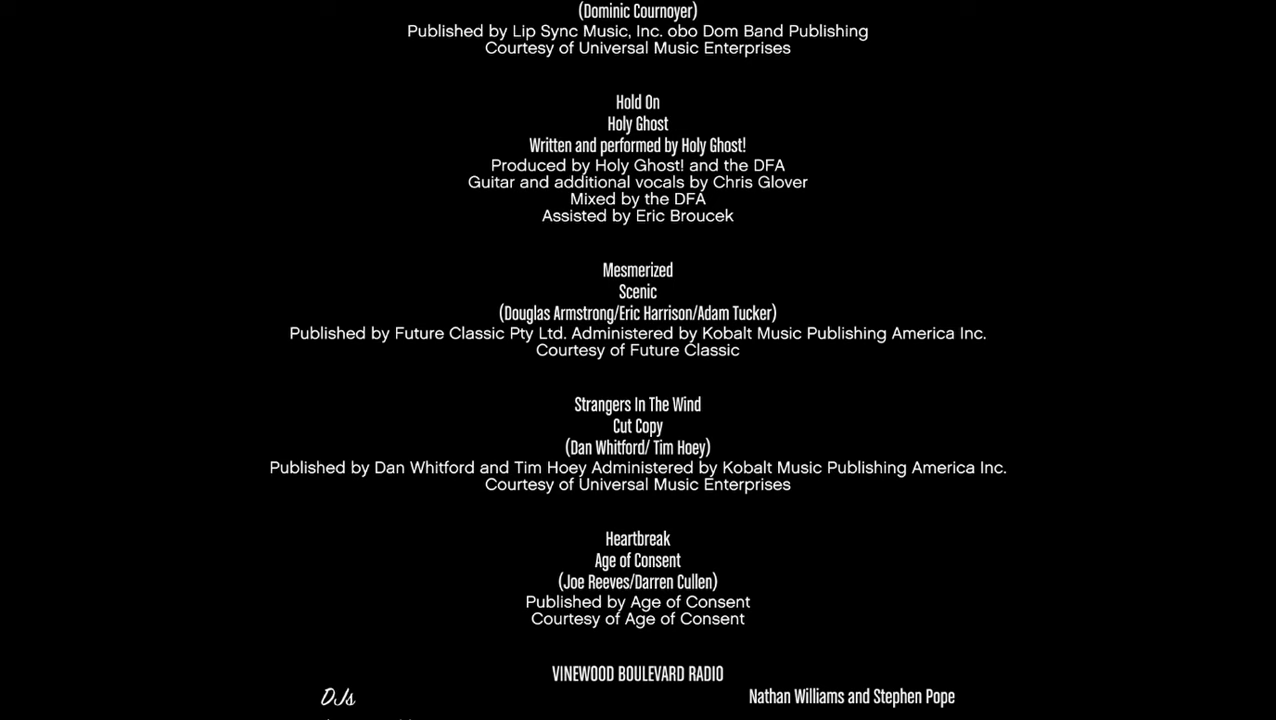 (Dominic Cournoyer)
Published by Lip Sync Music, Inc. obo Dom Band Publishing
Courtesy of Universal Music Enterprises
Hold On
Holy Ghost
Written and performed by Holy Ghost!
Produced by Holy Ghost! and the DFA
Guitar and additional vocals by Chris Glover
Mixed by the DFA
Assisted by Eric Broucek
Mesmerized
Scenic
(Douglas Armstrong/Eric Harrison/Adam Tucker)
Published by Future Classic Pty Ltd. Administered by Kobalt Music Publishing America Inc.
Courtesy of Future Classic
Strangers In The Wind
Cut Copy
(Dan Whitford/ Tim Hoey)
Published by Dan Whitford and Tim Hoey Administered by Kobalt Music Publishing America Inc.
Courtesy of Universal Music Enterprises
Heartbreak
Age of Consent
(Joe Reeves/Darren Cullen)
Published by Age of Consent
Courtesy of Age of Consent
VINEWOOD BOULEVARD RADIO
DJs Nathan Williams and Stephen Pope